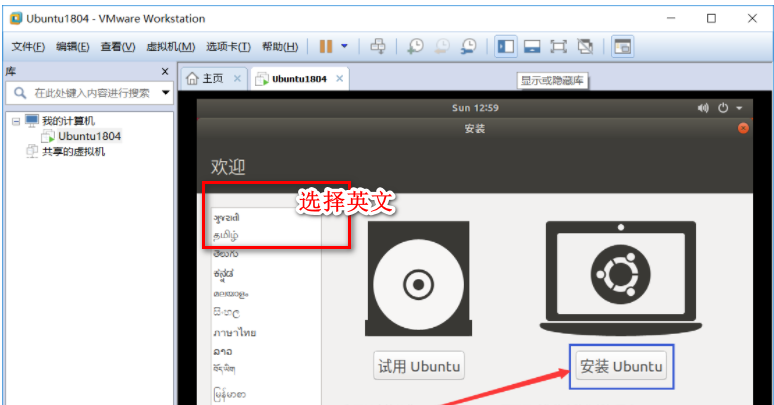 Ubuntu1804 - VMware Workstation
文件(F) 编辑(E) 查看(V) 虚拟机(M) 选项卡(T) 帮助(H)
库
主页
Ubuntu1804
显示或隐藏库
在此处键入内容进行搜索
我的计算机
Ubuntu1804
共享的虚拟机
Sun 12:59
安装
欢迎
选择英文
ગુજરાતી
தமிழ்
తెలుగు
ಕನ್ನಡ
മലയാളം
සිංහල
ภาษาไทย
ລາວ
རྫོང་ཁ
မြန်မာစာ
试用 Ubuntu
安装 Ubuntu